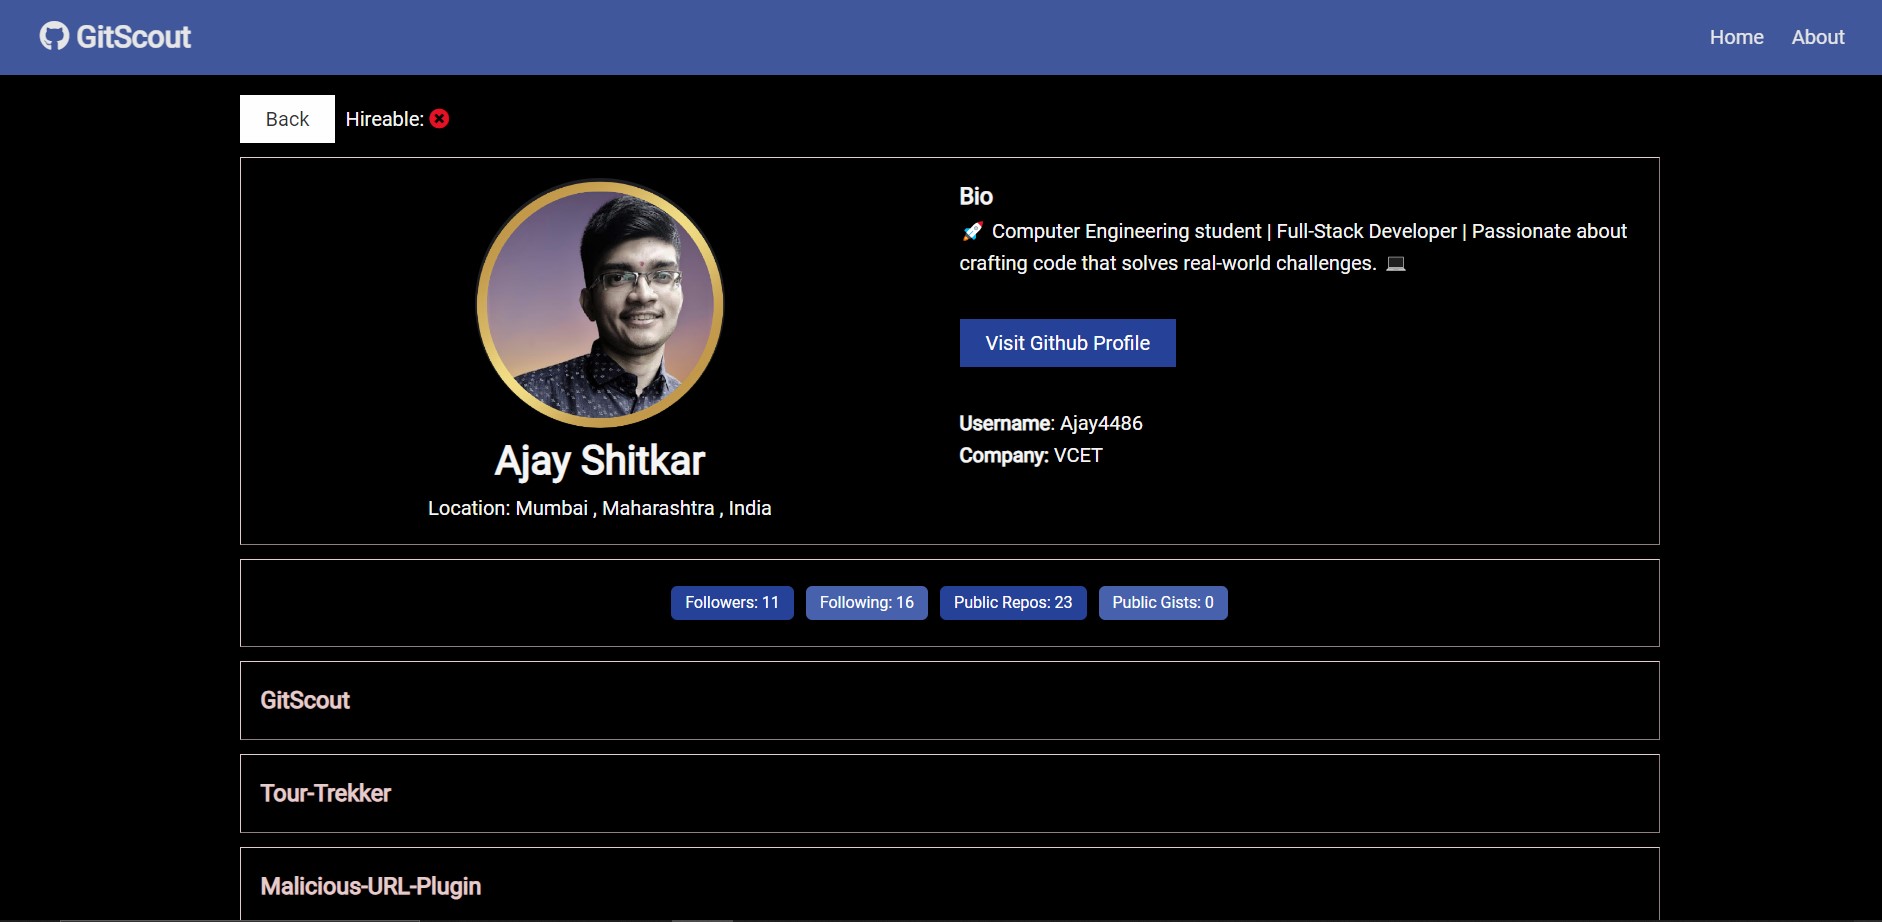 GitScout
Home About
Back Hireable:
Bio
🚀 Computer Engineering student | Full-Stack Developer | Passionate about
crafting code that solves real-world challenges. 💻
Visit Github Profile
Username: Ajay4486
Company: VCET
Ajay Shitkar
Location: Mumbai , Maharashtra , India
Followers: 11 Following: 16 Public Repos: 23 Public Gists: 0
GitScout
Tour-Trekker
Malicious-URL-Plugin